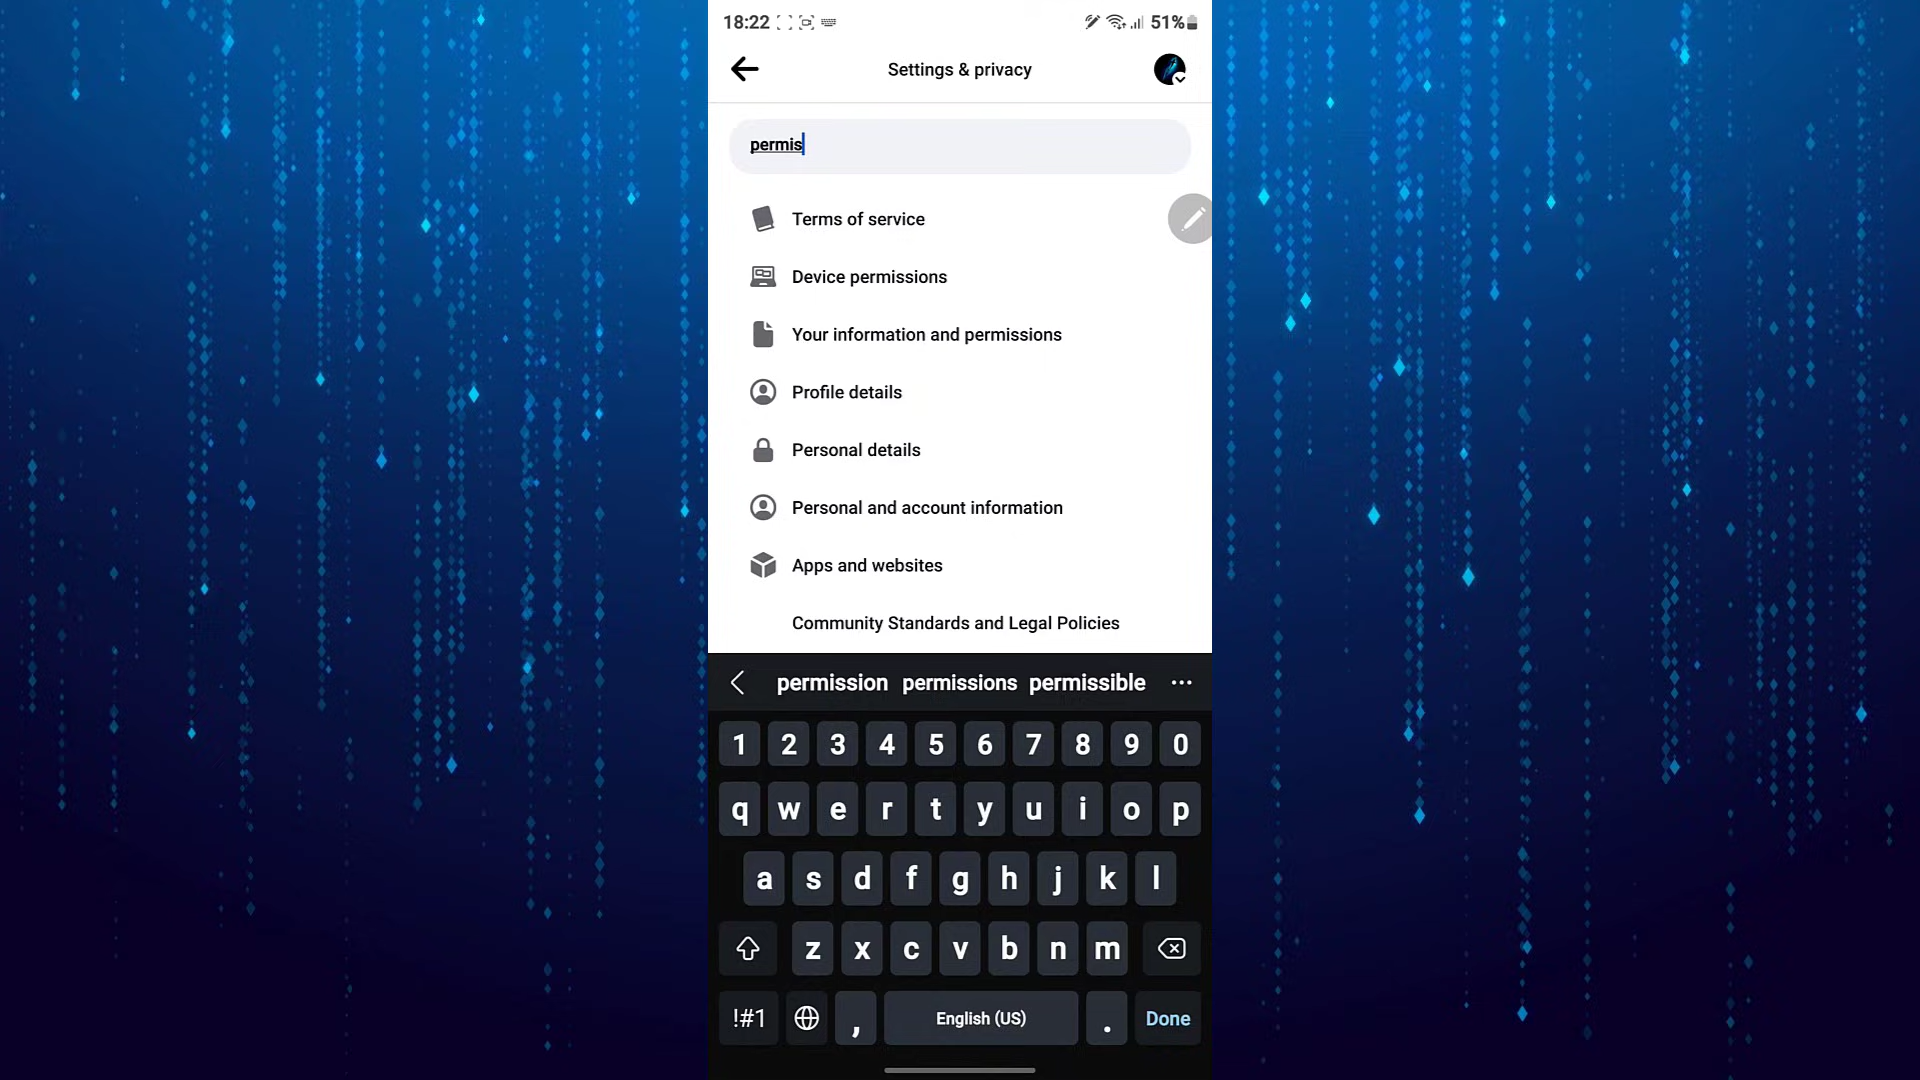 18:22 51%
Settings & privacy
permis
Terms of service
Device permissions
Your information and permissions
Profile details
Personal details
Personal and account information
Apps and websites
Community Standards and Legal Policies
permission permissions permissible ...
1 2 3 4 5 6 7 8 9 0
q w e r t y u i o p
a s d f g h j k l
z x c v b n m
!#1 , English (US) . Done